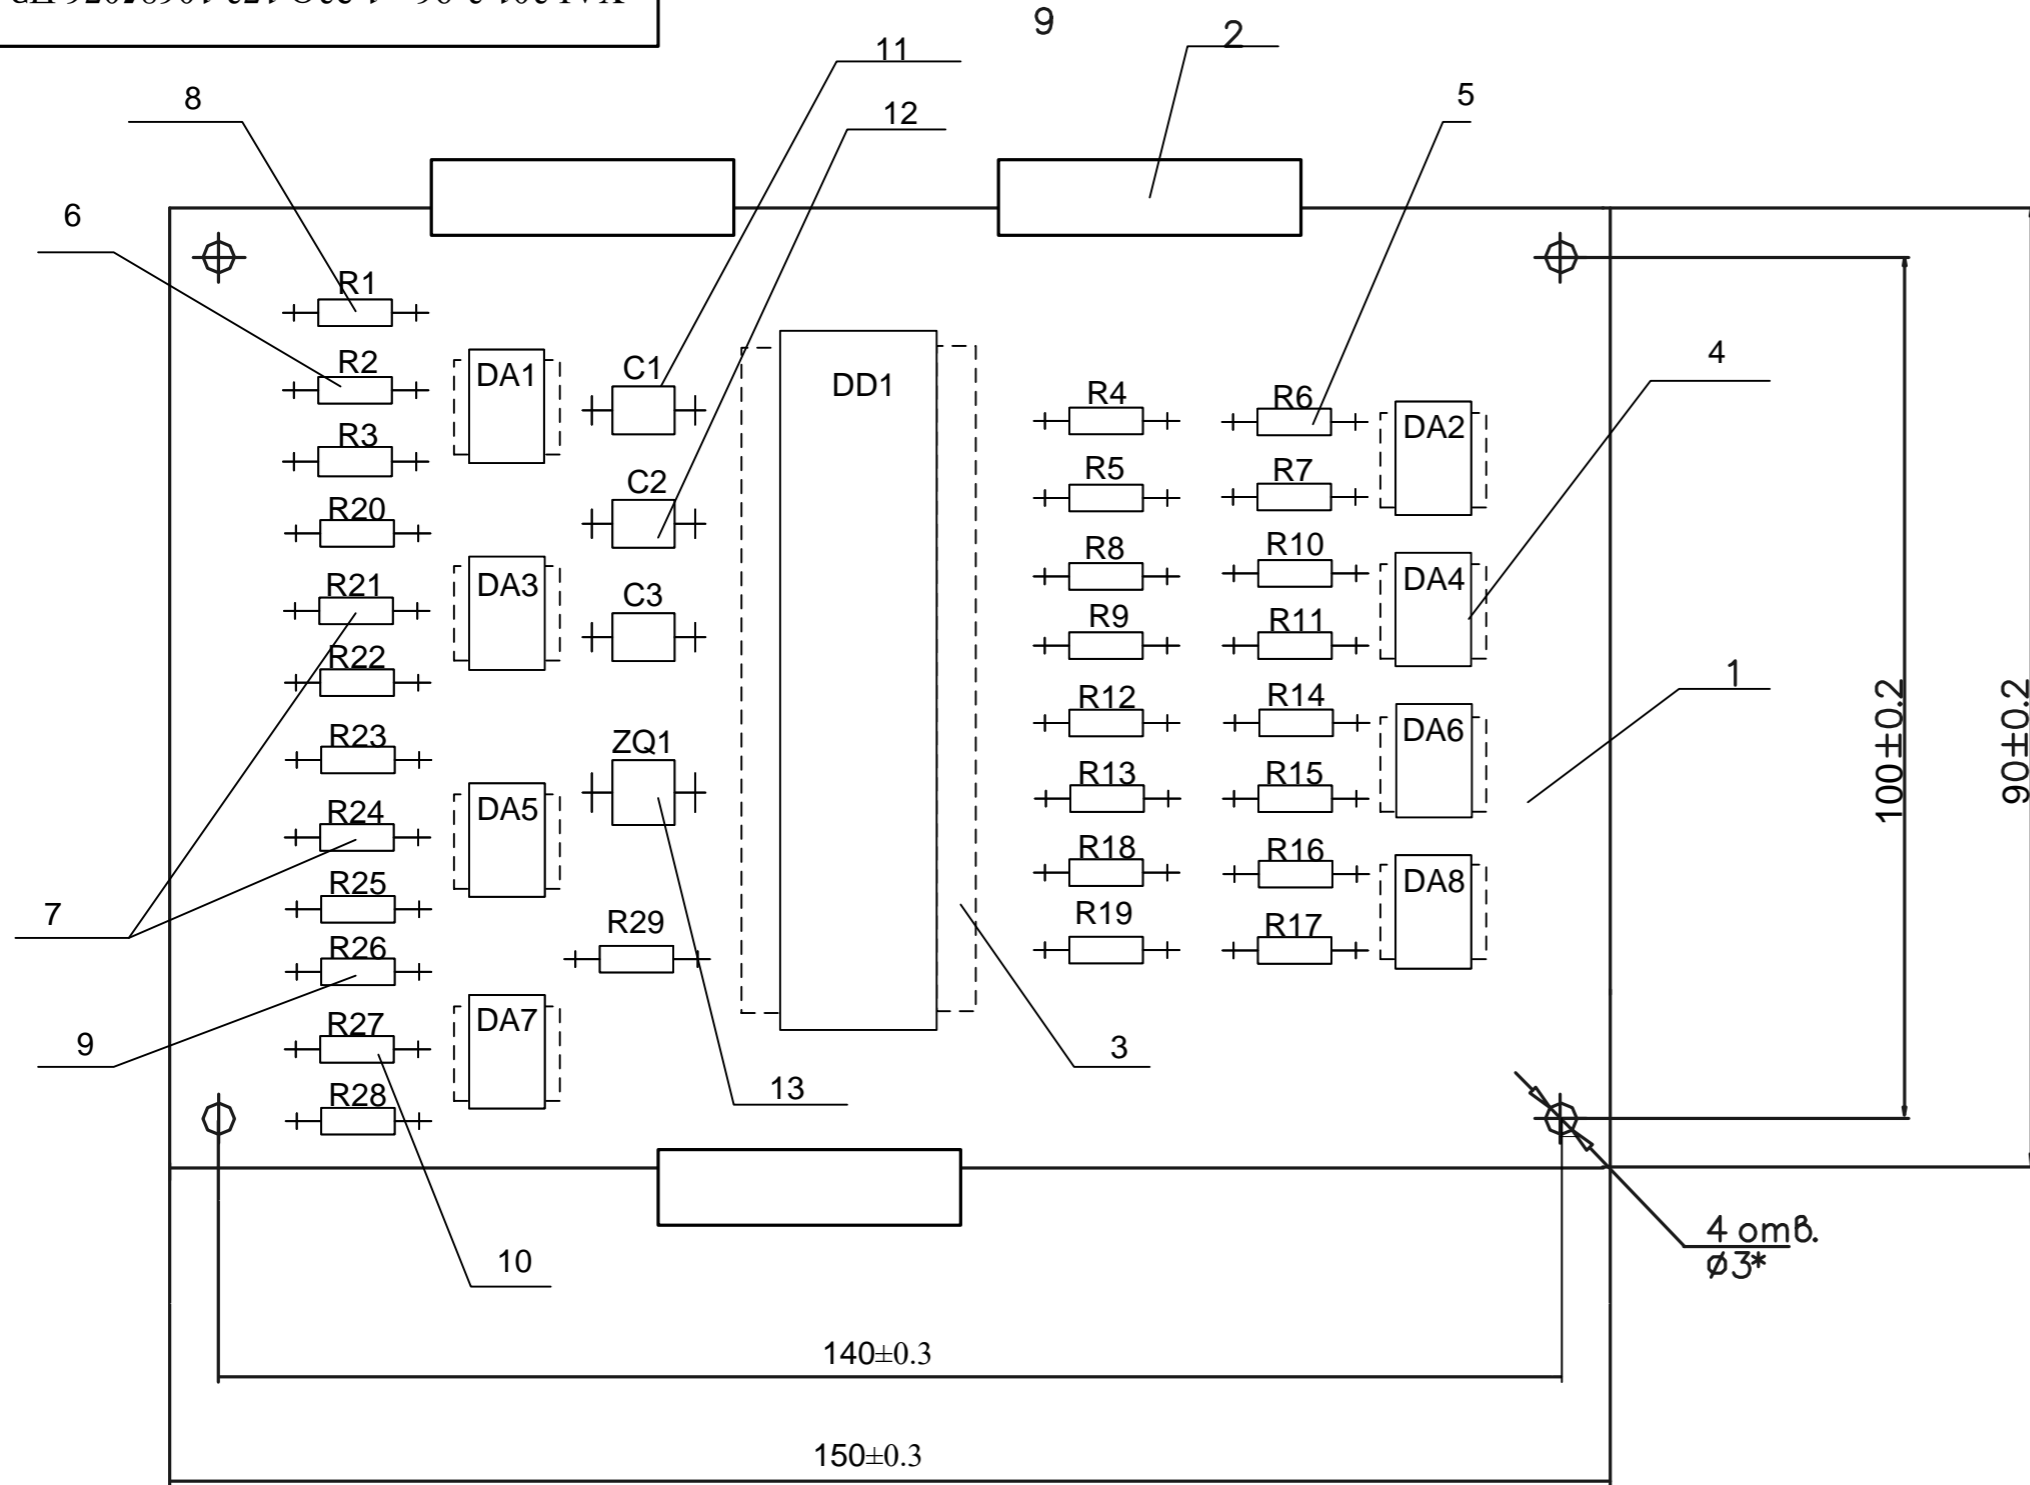 9
2
11
8
12
5
6
R1
R2
DA1
C1
DD1
4
R4
R6
DA2
R3
R5
R7
C2
R20
R8
R10
DA3
DA4
R21
C3
R9
R11
R22
1
R12
R14
DA6
100±0.2
90±0.2
R23
ZQ1
R13
R15
R24
DA5
R18
R16
DA8
R25
7
R29
R19
R17
R26
R27
DA7
9
3
13
R28
4 отв.
⌀3*
10
140±0.3
150±0.3